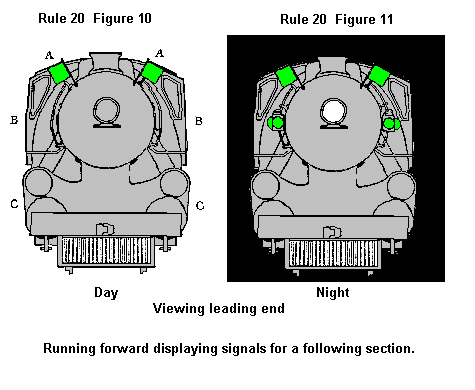 Rule 20 Figure 10
Rule 20 Figure 11
A A
B B
C C
Day
Night
Viewing leading end
Running forward displaying signals for a following section.